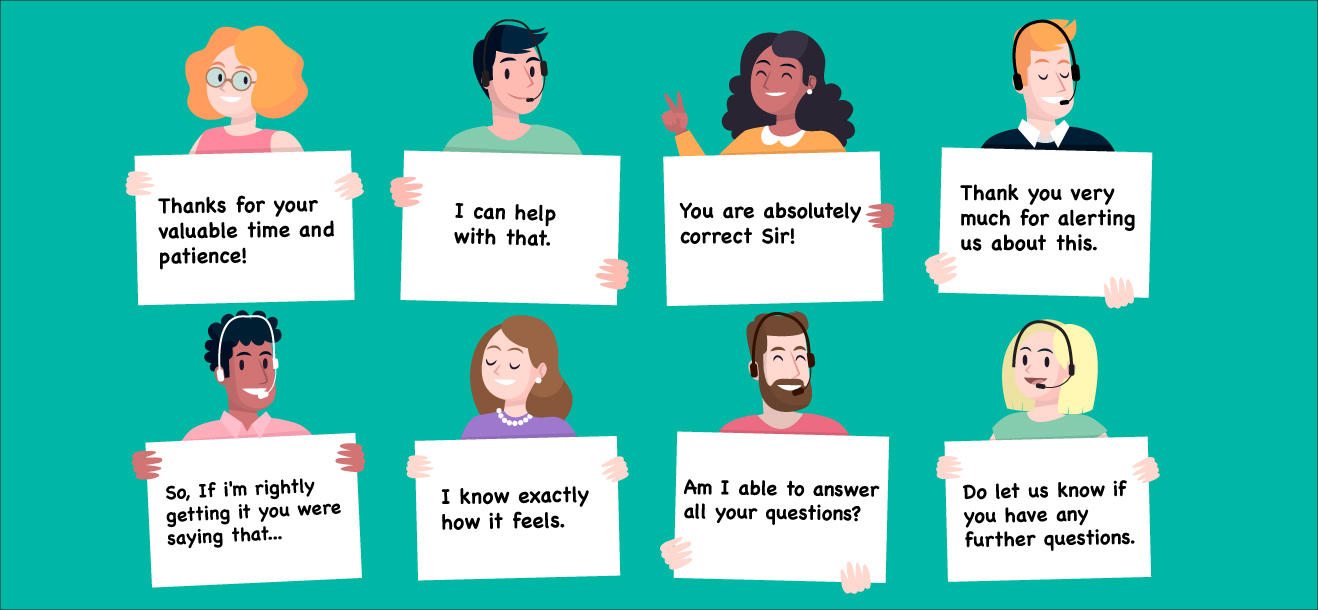 Thanks for your
valuable time and
patience!
I can help
with that.
You are absolutely
correct Sir!
Thank you very
much for alerting
us about this.
So, If i'm rightly
getting it you were
saying that...
I know exactly
how it feels.
Am I able to answer
all your questions?
Do let us know if
you have any
further questions.